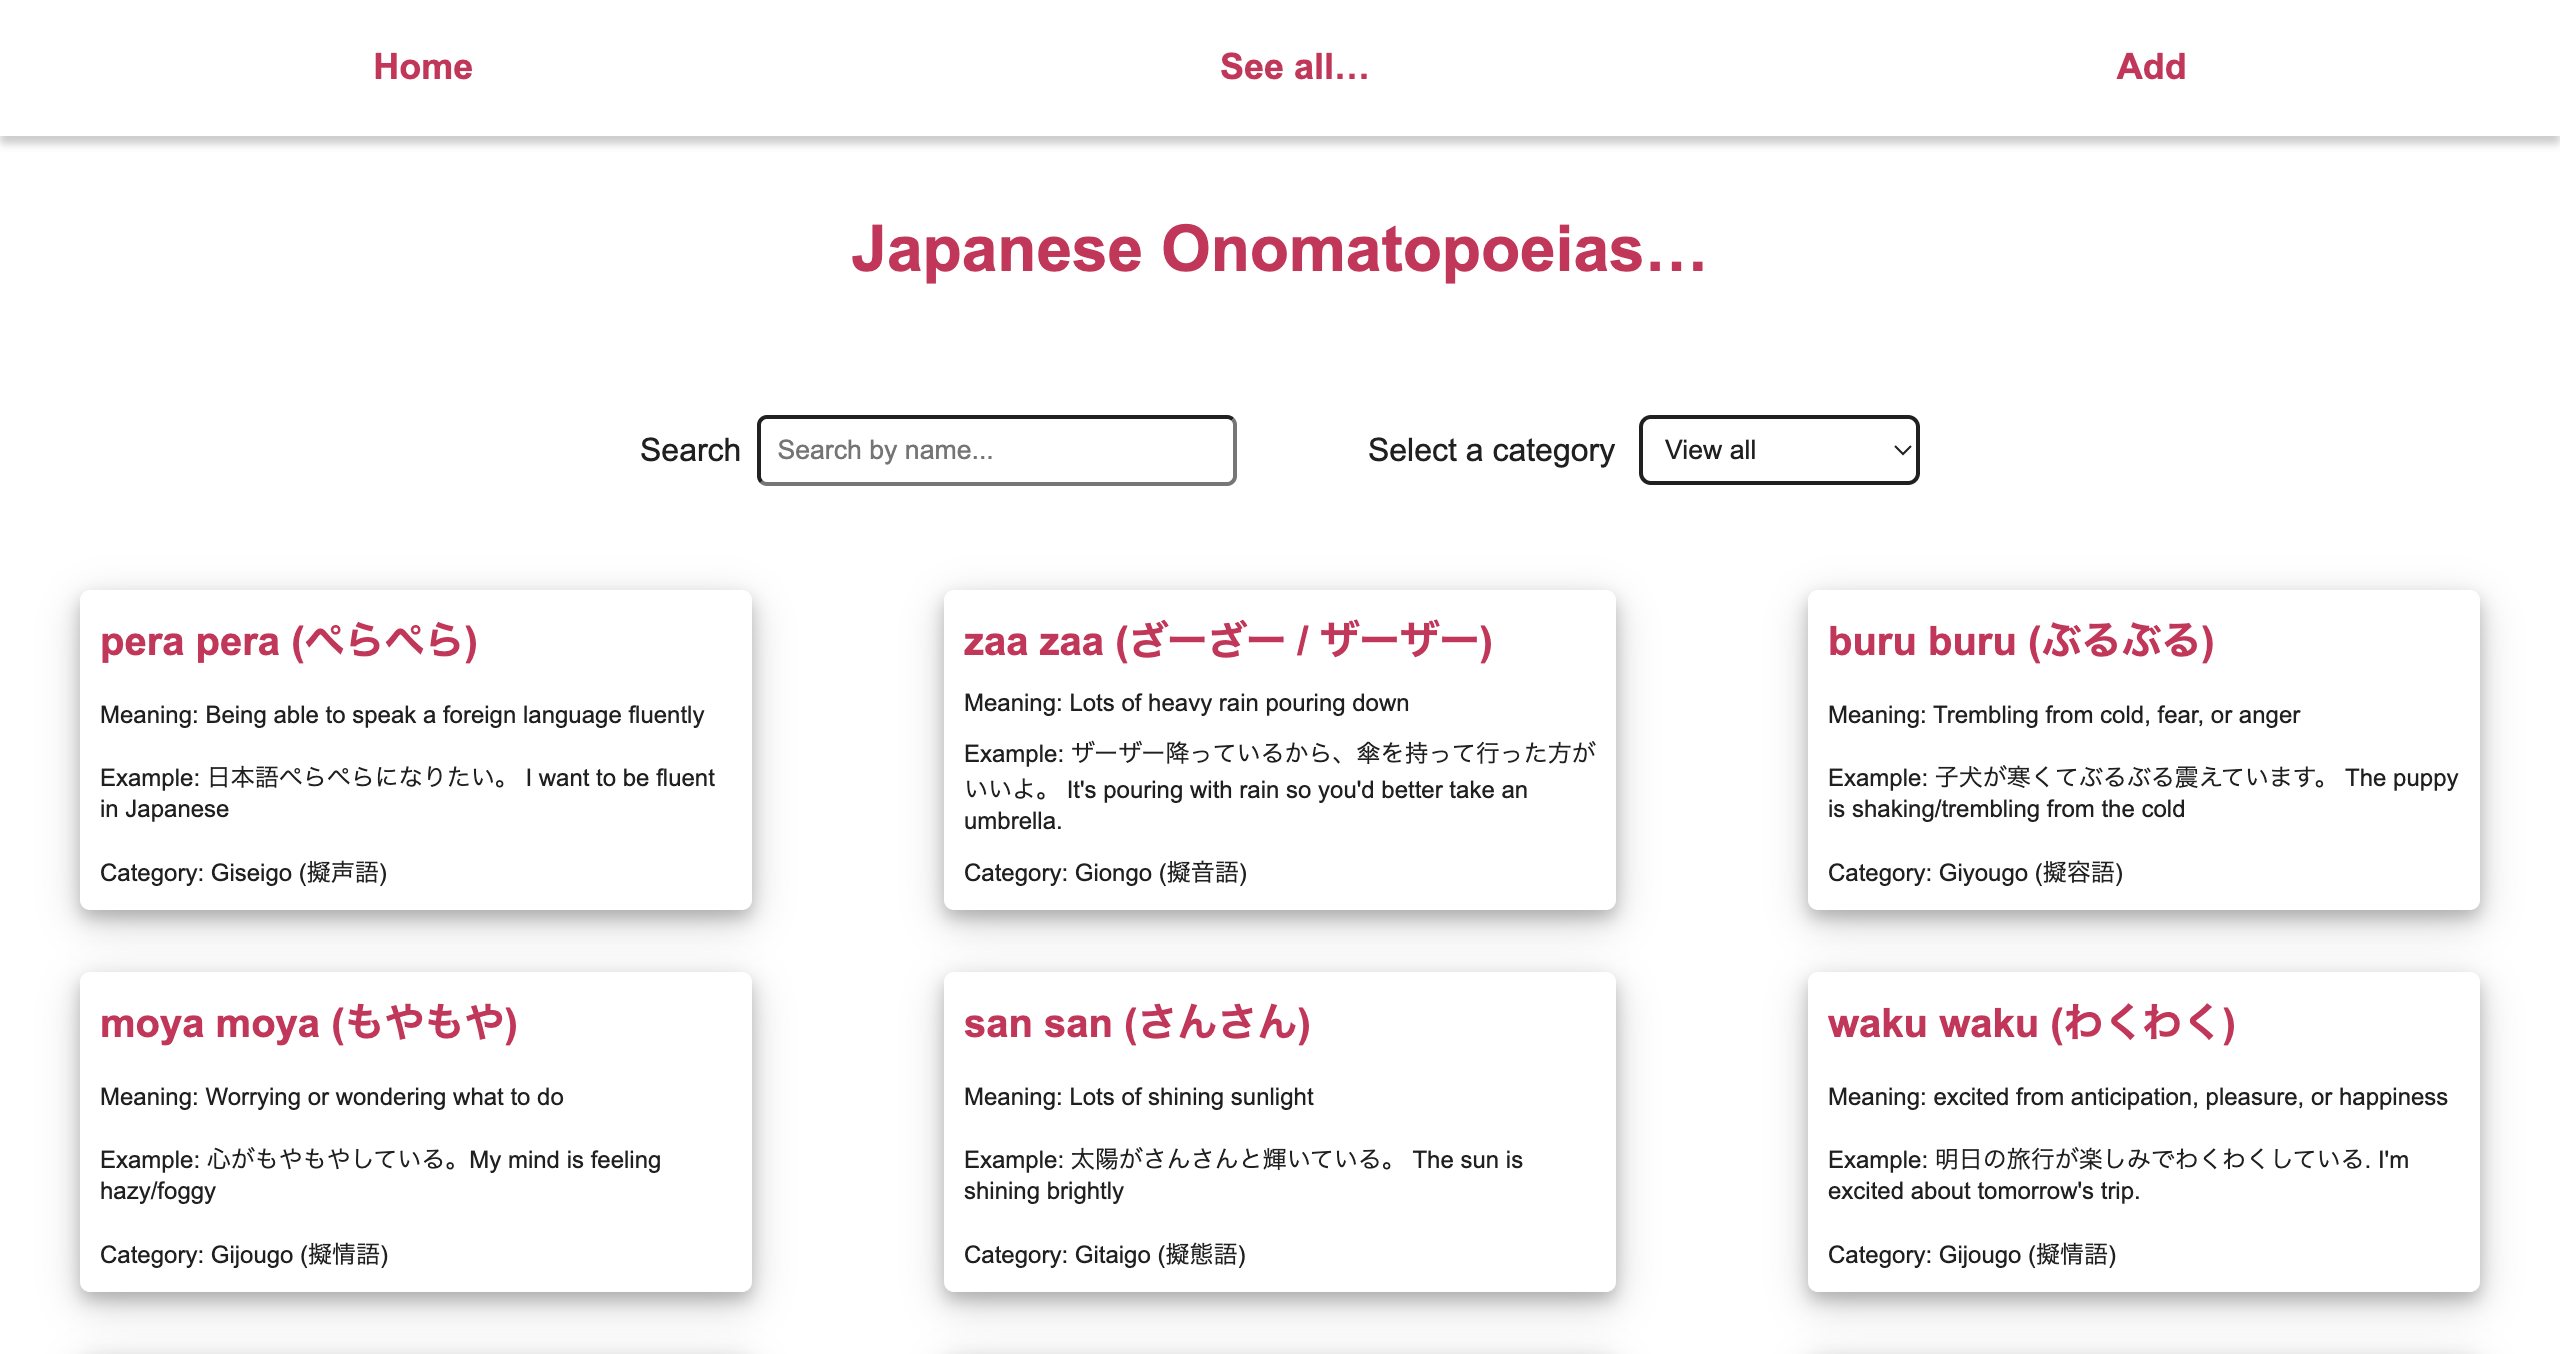 Home
See all…
Add
Japanese Onomatopoeias…
Search
Search by name...
Select a category
View all
pera pera (ぺらぺら)
Meaning: Being able to speak a foreign language fluently
Example: 日本語ぺらぺらになりたい。 I want to be fluent
in Japanese
Category: Giseigo (擬声語)
zaa zaa (ざーざー / ザーザー)
Meaning: Lots of heavy rain pouring down
Example: ザーザー降っているから、傘を持って行った方が
いいよ。 It's pouring with rain so you'd better take an
umbrella.
Category: Giongo (擬音語)
buru buru (ぶるぶる)
Meaning: Trembling from cold, fear, or anger
Example: 子犬が寒くてぶるぶる震えています。 The puppy
is shaking/trembling from the cold
Category: Giyougo (擬容語)
moya moya (もやもや)
Meaning: Worrying or wondering what to do
Example: 心がもやもやしている。My mind is feeling
hazy/foggy
Category: Gijougo (擬情語)
san san (さんさん)
Meaning: Lots of shining sunlight
Example: 太陽がさんさんと輝いている。 The sun is
shining brightly
Category: Gitaigo (擬態語)
waku waku (わくわく)
Meaning: excited from anticipation, pleasure, or happiness
Example: 明日の旅行が楽しみでわくわくしている. I'm
excited about tomorrow's trip.
Category: Gijougo (擬情語)